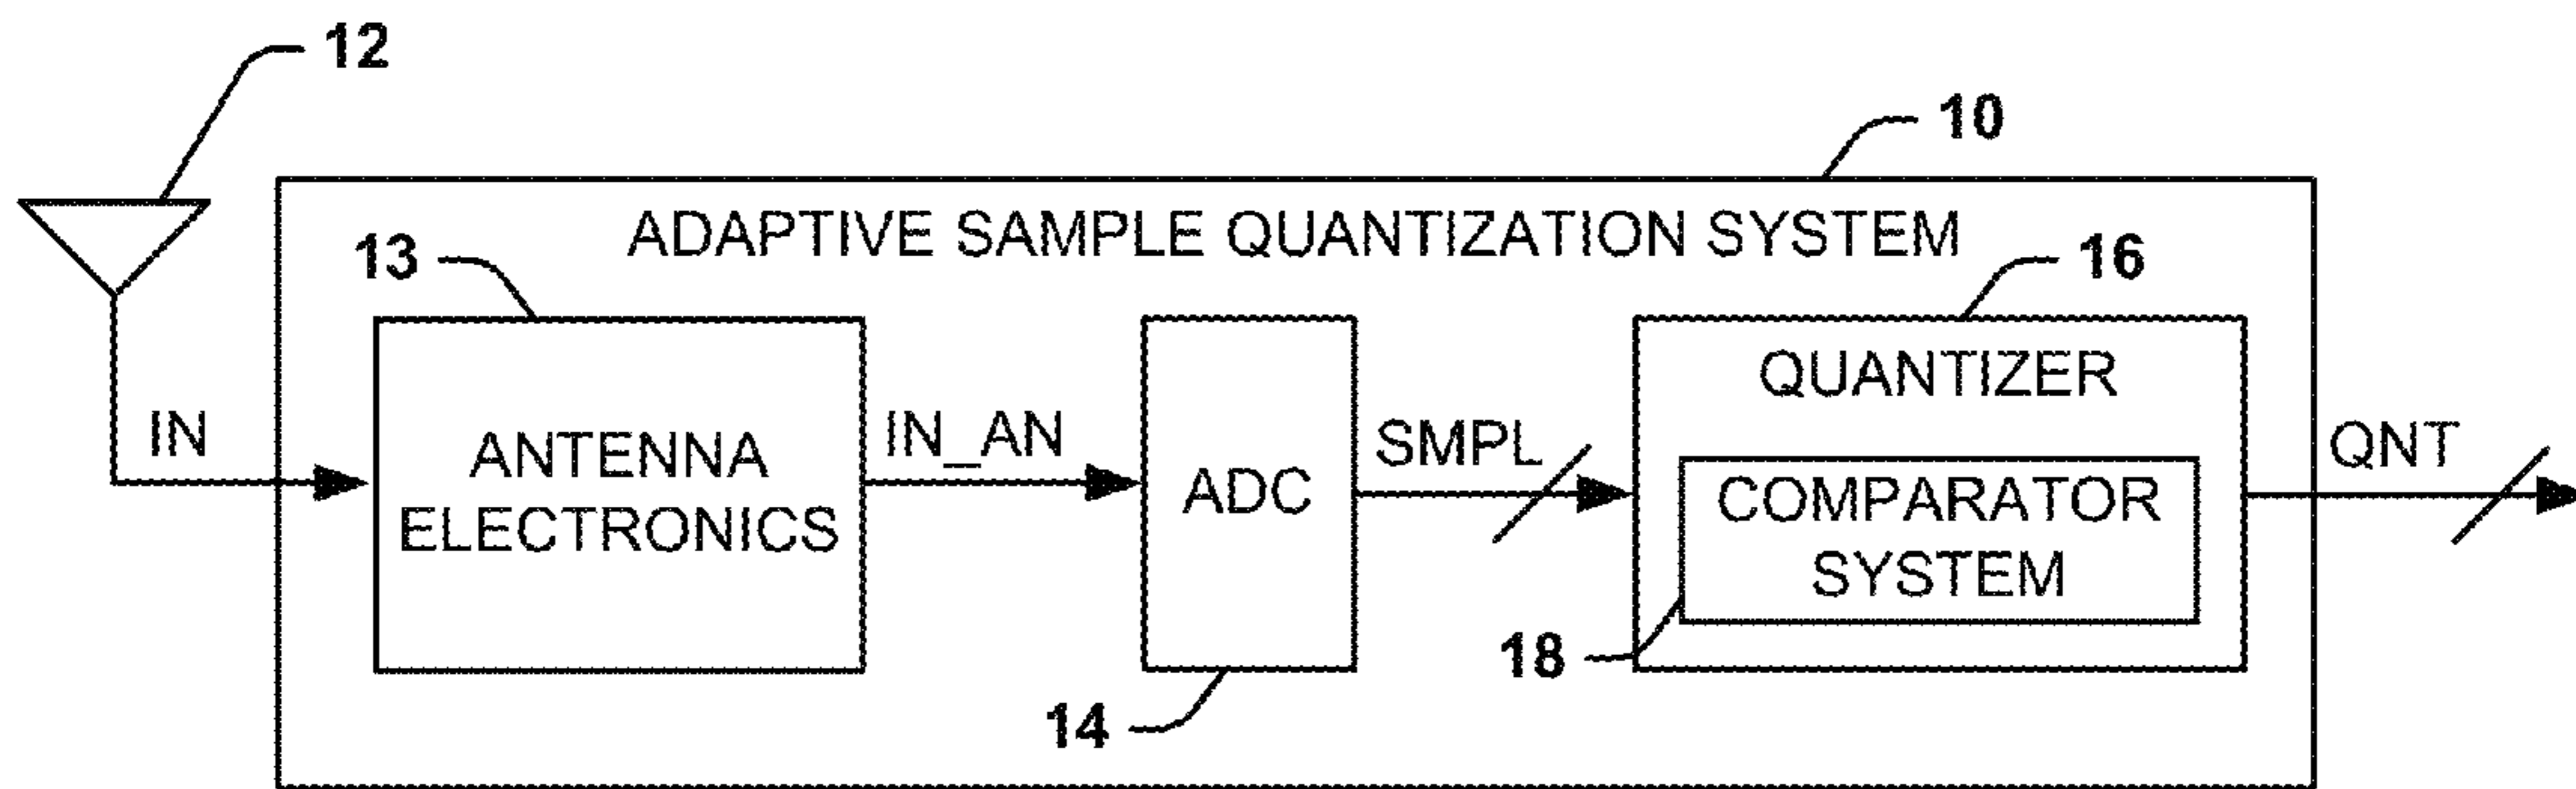 12
10
ADAPTIVE SAMPLE QUANTIZATION SYSTEM
13
16
QUANTIZER
IN
ANTENNA
ELECTRONICS
IN_AN
ADC
SMPL
COMPARATOR
SYSTEM
QNT
18
14